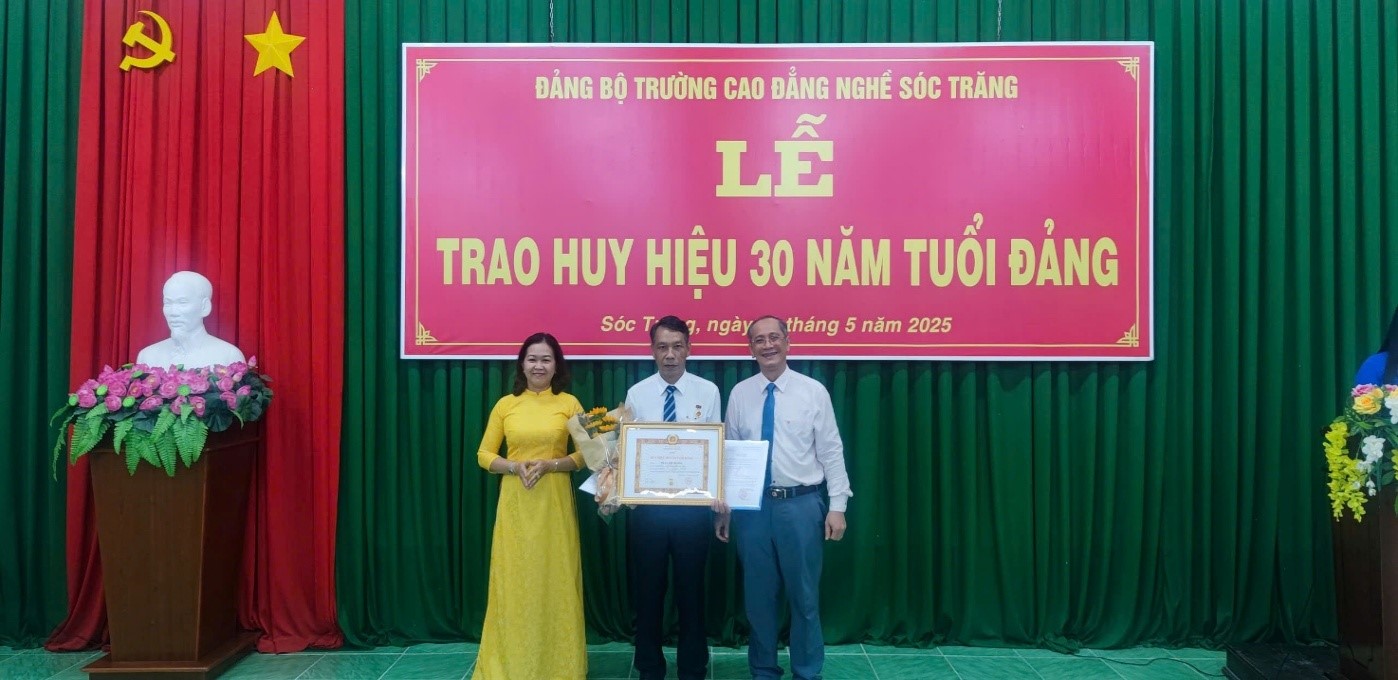 ĐẢNG BỘ TRƯỜNG CAO ĐẲNG NGHỀ SÓC TRĂNG
LỄ
TRAO HUY HIỆU 30 NĂM TUỔI ĐẢNG
Sóc Trăng, ngày tháng 5 năm 2025